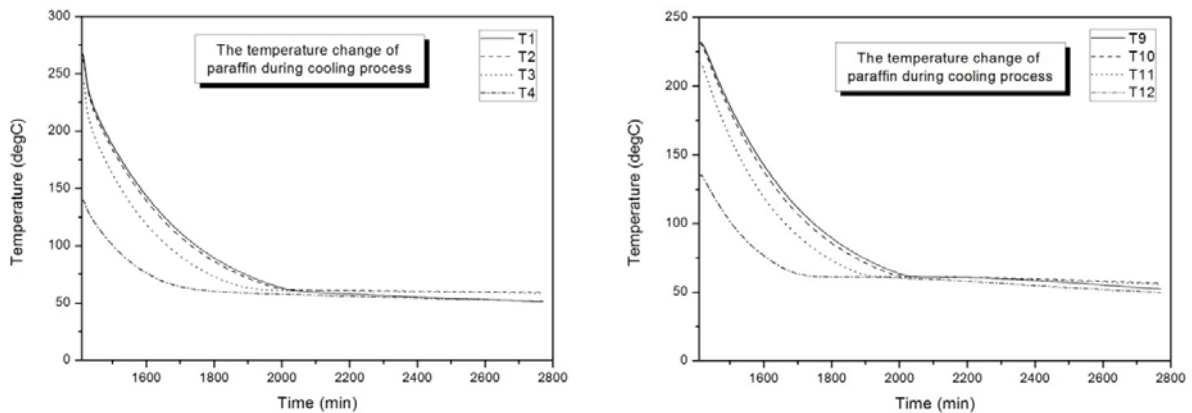 300
250
200
150
100
50
0
Temperature (degC)
The temperature change of
paraffin during cooling process
T1
T2
T3
T4
1600
1800
2000
2200
2400
2600
2800
Time (min)
250
200
150
100
50
0
Temperature (degC)
The temperature change of
paraffin during cooling process
T9
T10
T11
T12
1600
1800
2000
2200
2400
2600
2800
Time (min)